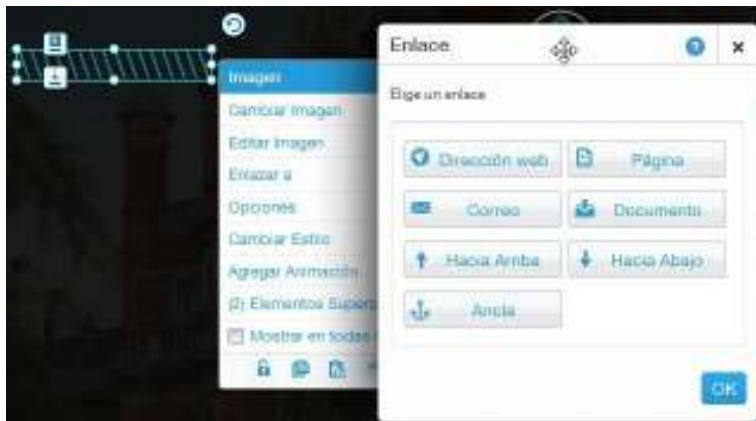 Imagen
Cambiar Imagen
Editar Imagen
Enlazar a
Opciones
Cambiar Estilo
Agregar Animación
(2) Elementos
Mostrar en todas
Enlace
Elige un enlace
Dirección web
Página
Correo
Documento
Hacia Arriba
Hacia Abajo
Ancla
OK